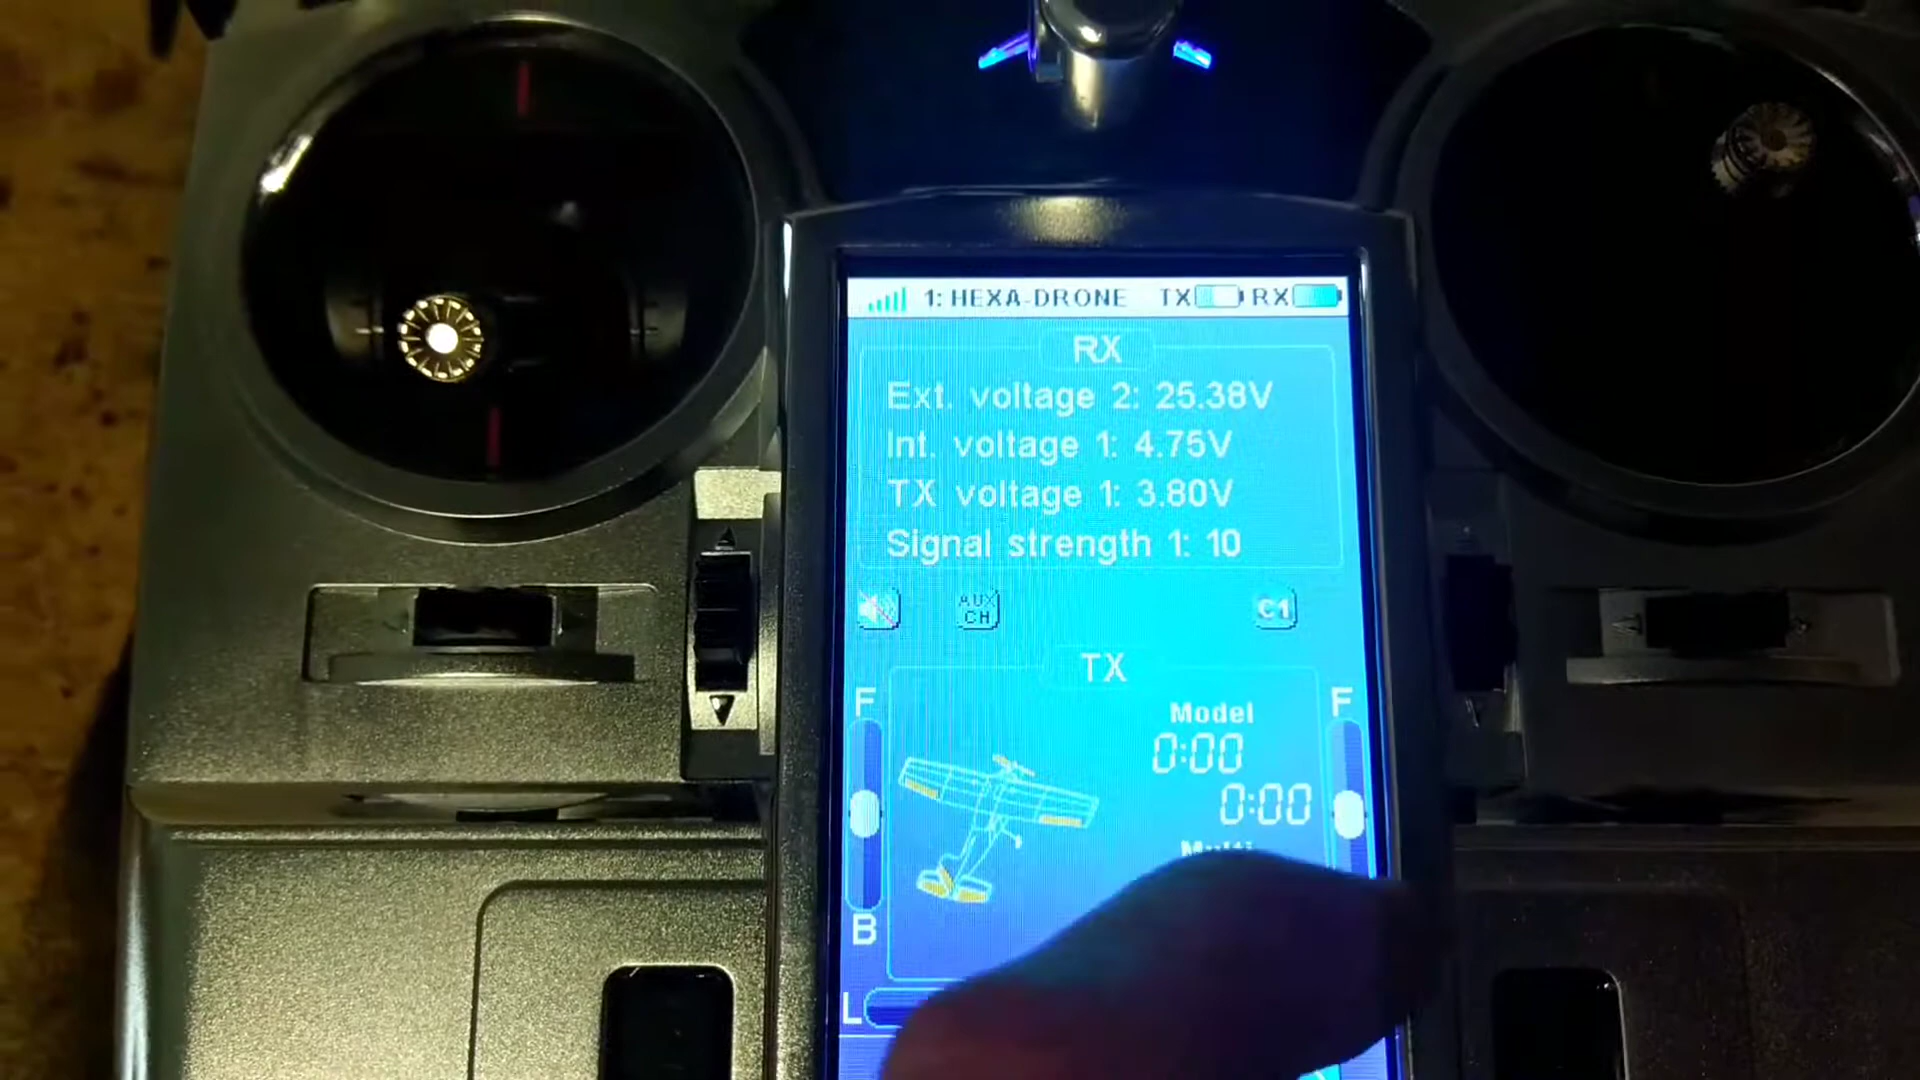 1: HEXA-DRONE TX RX
RX
Ext. voltage 2: 25.38V
Int. voltage 1: 4.75V
TX voltage 1: 3.80V
Signal strength 1: 10
AUX CH C1
TX
F Model F
0:00
0:00
B
L